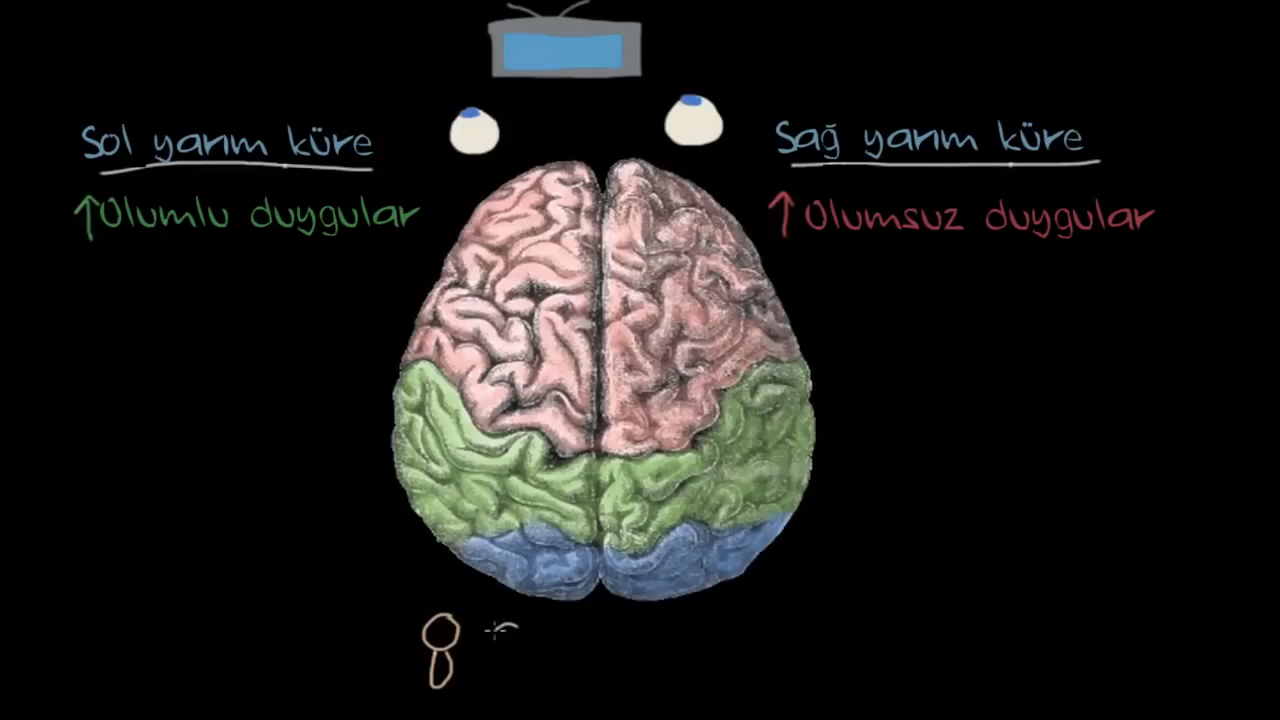 Sol yarım küre
↑Olumlu duygular
Sağ yarım küre
↑Olumsuz duygular